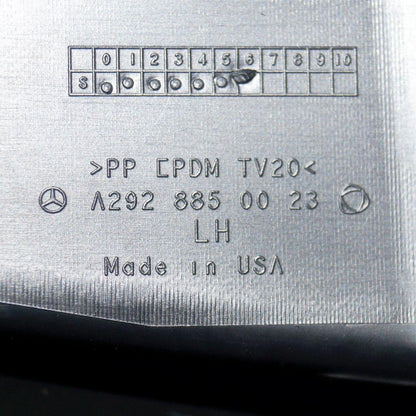 0 1 2 3 4 5 6 7 8 9 10
S
>PP EPDM TV20<
A292 885 00 23
LH
Made in USA